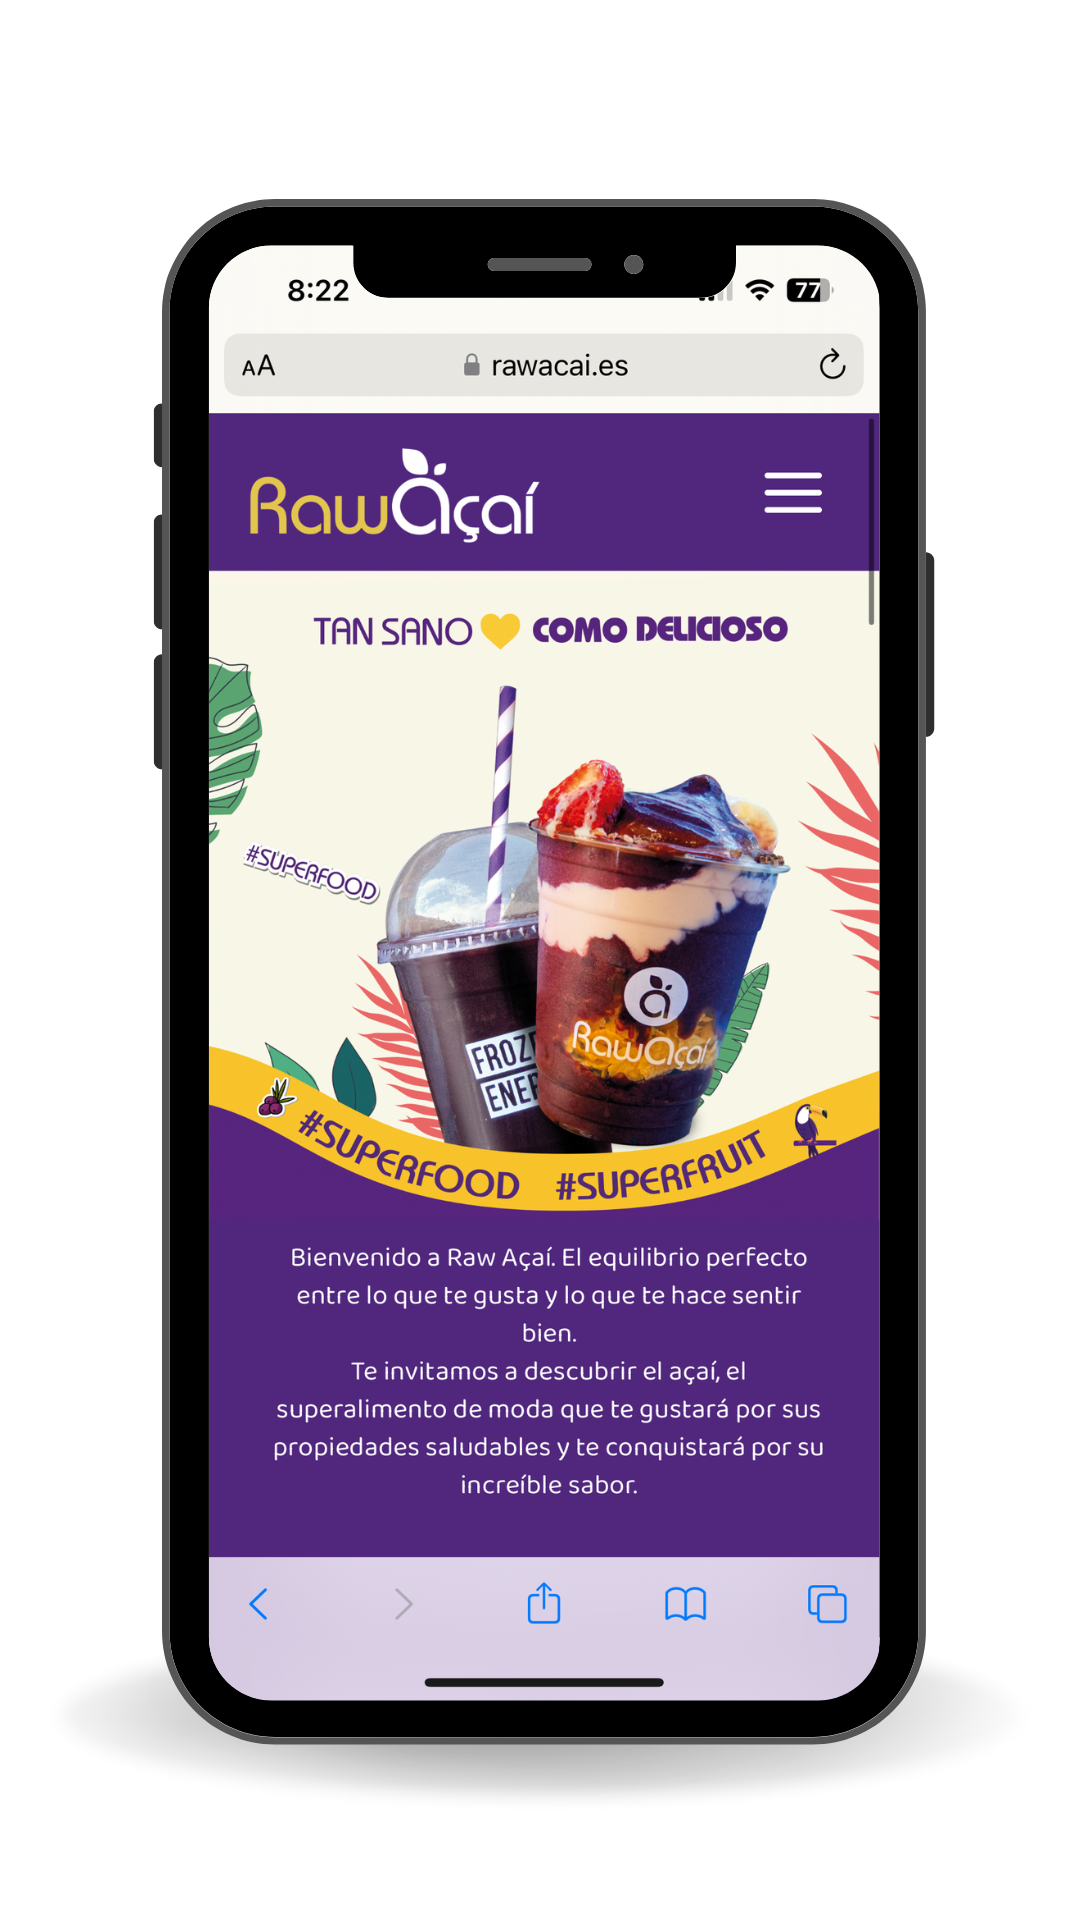 8:22
77
AA
rawacai.es
RawAçaí
TAN SANO COMO DELICIOSO
#SUPERFOOD
FROZE
ENE
a
RawAçaí
#SUPERFOOD #SUPERFRUIT
Bienvenido a Raw Açaí. El equilibrio perfecto
entre lo que te gusta y lo que te hace sentir
bien.
Te invitamos a descubrir el açaí, el
superalimento de moda que te gustará por sus
propiedades saludables y te conquistará por su
increíble sabor.